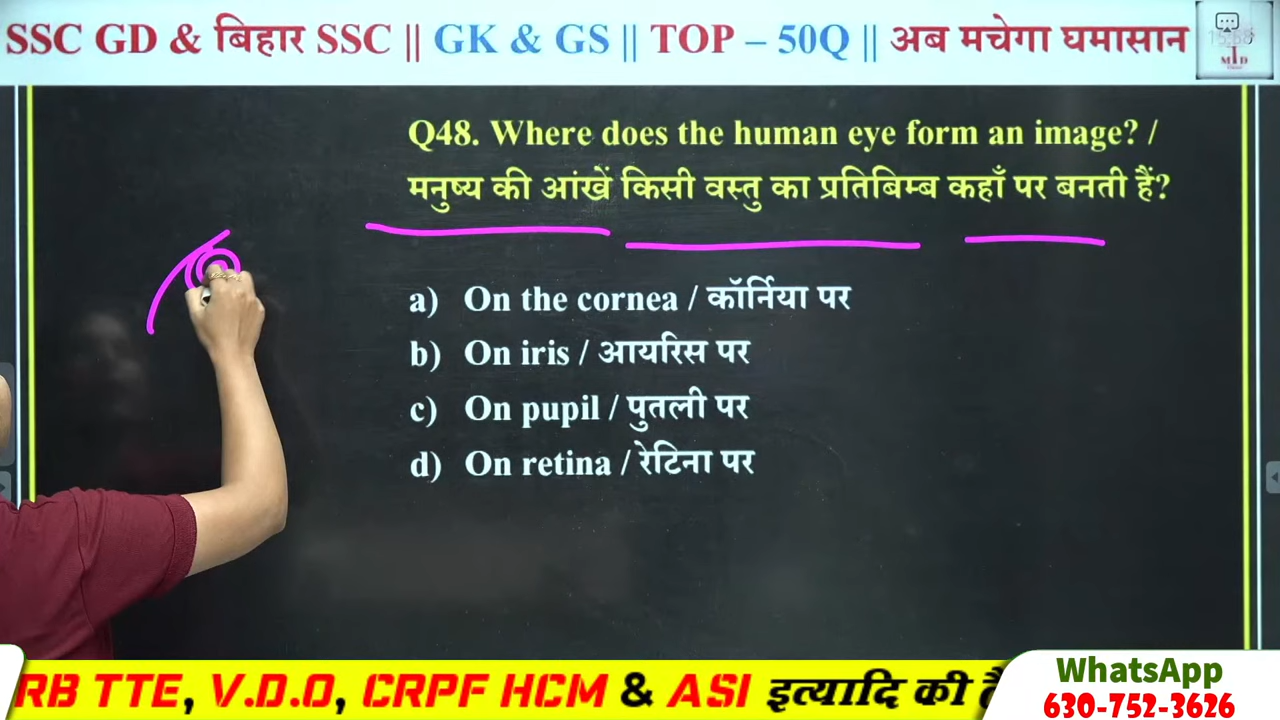 SSC GD & बिहार SSC || GK & GS || TOP – 50Q || अब मचेगा घमासान
M D
Q48. Where does the human eye form an image? /
मनुष्य की आंखें किसी वस्तु का प्रतिबिम्ब कहाँ पर बनती हैं?
a) On the cornea / कॉर्निया पर
b) On iris / आयरिस पर
c) On pupil / पुतली पर
d) On retina / रेटिना पर
RB TTE, V.D.O, CRPF HCM & ASI इत्यादि की
WhatsApp
630-752-3626